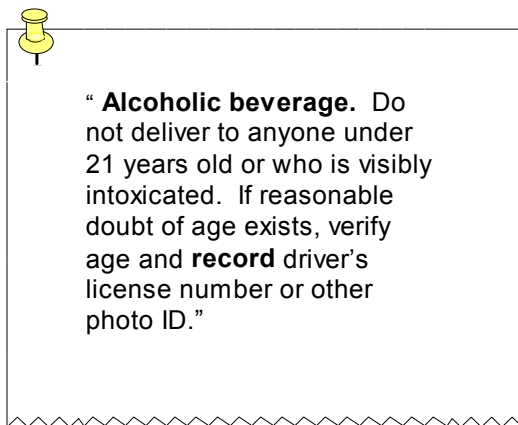 “ Alcoholic beverage.  Do
not deliver to anyone under
21 years old or who is visibly
intoxicated.  If reasonable
doubt of age exists, verify
age and record driver’s
license number or other
photo ID.”